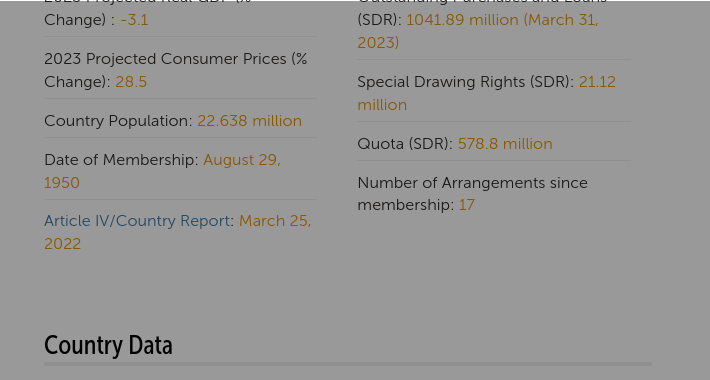 Change) : -3.1
2023 Projected Consumer Prices (%
Change): 28.5
Country Population: 22.638 million
Date of Membership: August 29,
1950
Article IV/Country Report: March 25,
2022
(SDR): 1041.89 million (March 31,
2023)
Special Drawing Rights (SDR): 21.12
million
Quota (SDR): 578.8 million
Number of Arrangements since
membership: 17
Country Data